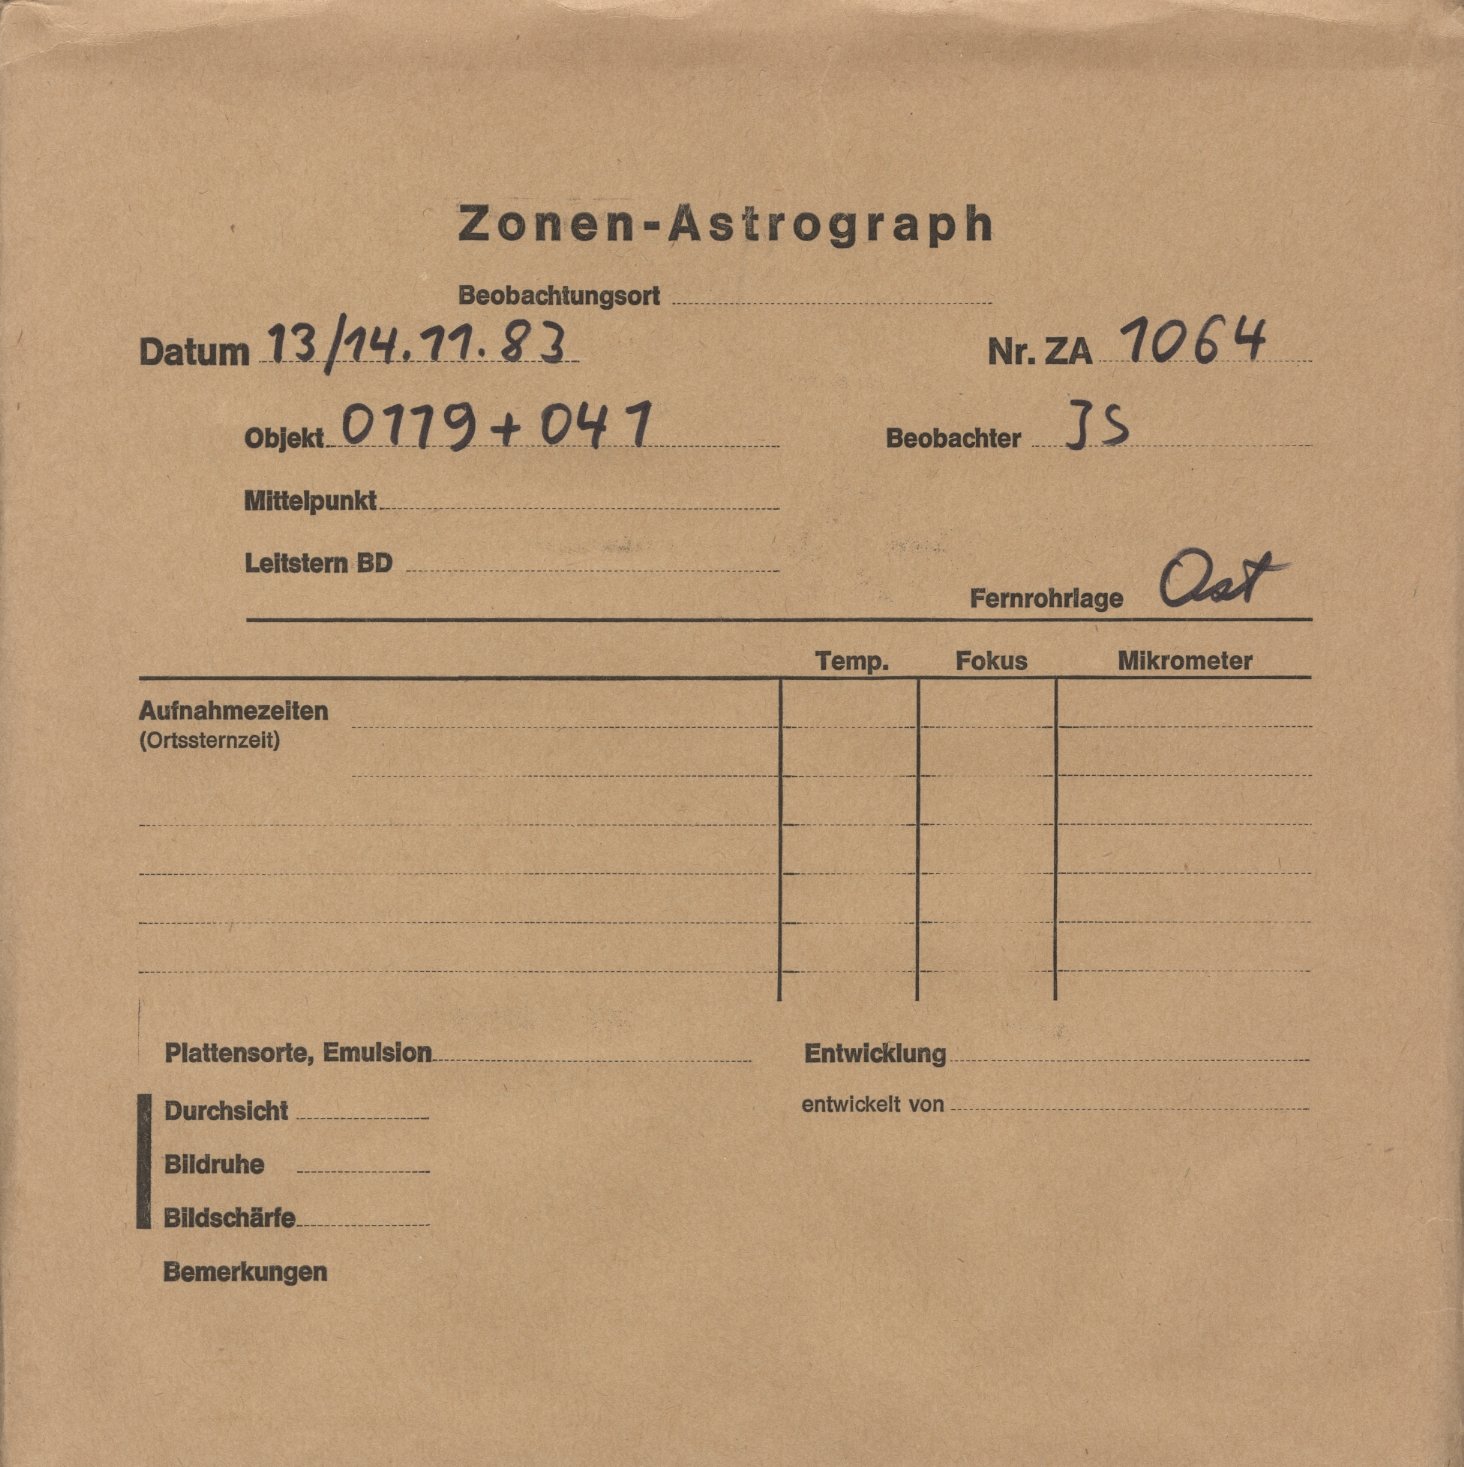 Zonen-Astrograph
Beobachtungsort
Datum 13/14.11.83 Nr. ZA 1064
Objekt 0119+041 Beobachter JS
Mittelpunkt
Leitstern BD
Fernrohrlage Ost
Temp. Fokus Mikrometer
Aufnahmezeiten
(Ortssternzeit)
Plattensorte, Emulsion Entwicklung
Durchsicht entwickelt von
Bildruhe
Bildschärfe
Bemerkungen